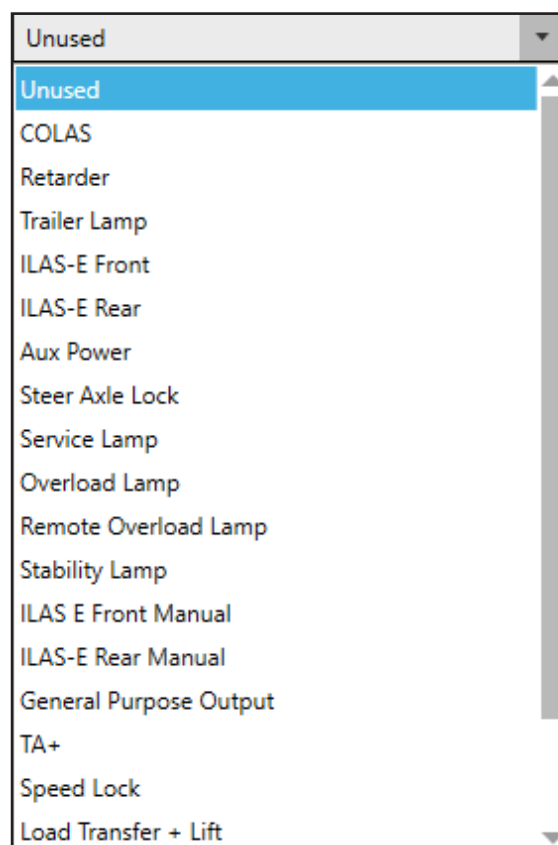 Unused
Unused
COLAS
Retarder
Trailer Lamp
ILAS-E Front
ILAS-E Rear
Aux Power
Steer Axle Lock
Service Lamp
Overload Lamp
Remote Overload Lamp
Stability Lamp
ILAS E Front Manual
ILAS-E Rear Manual
General Purpose Output
TA+
Speed Lock
Load Transfer + Lift